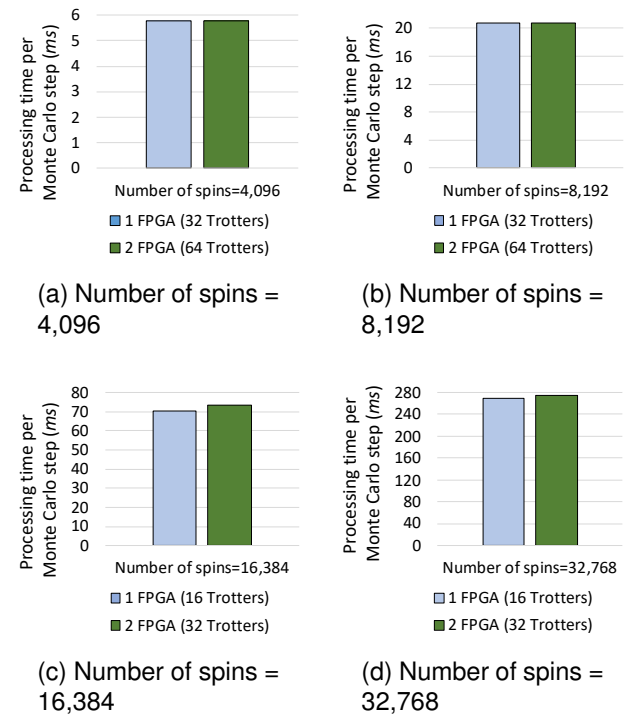 Processing time per
Monte Carlo step (ms)
6
5
4
3
2
1
0
Number of spins=4,096
1 FPGA (32 Trotters)
2 FPGA (64 Trotters)
(a) Number of spins =
4,096
Processing time per
Monte Carlo step (ms)
20
16
12
8
4
0
Number of spins=8,192
1 FPGA (32 Trotters)
2 FPGA (64 Trotters)
(b) Number of spins =
8,192
Processing time per
Monte Carlo step (ms)
80
70
60
50
40
30
20
10
0
Number of spins=16,384
1 FPGA (16 Trotters)
2 FPGA (32 Trotters)
(c) Number of spins =
16,384
Processing time per
Monte Carlo step (ms)
280
240
200
160
120
80
40
0
Number of spins=32,768
1 FPGA (16 Trotters)
2 FPGA (32 Trotters)
(d) Number of spins =
32,768